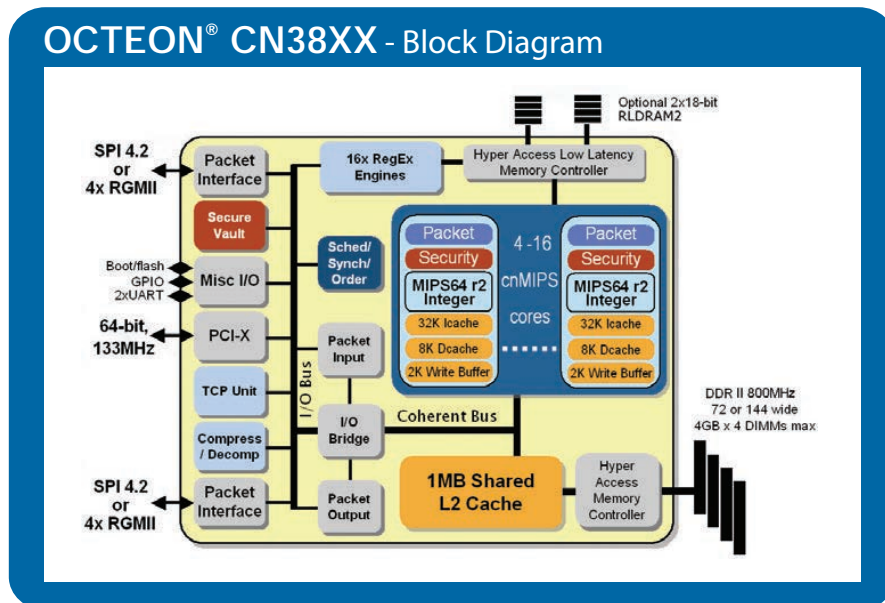 OCTEON® CN38XX - Block Diagram
Optional 2x18-bit
RLDRAM2
SPI 4.2
or
4x RGMII
Packet
Interface
16x RegEx
Engines
Hyper Access Low Latency
Memory Controller
Secure
Vault
Sched/
Synch/
Order
Packet
Security
MIPS64 r2
Integer
32K Icache
8K Dcache
2K Write Buffer
4 -16
cnMIPS
cores
Packet
Security
MIPS64 r2
Integer
32K Icache
8K Dcache
2K Write Buffer
Boot/flash
GPIO
2xUART
Misc I/O
64-bit,
133MHz
PCI-X
Packet
Input
TCP Unit
I/O Bus
I/O
Bridge
Coherent Bus
DDR II 800MHz
72 or 144 wide
4GB x 4 DIMMs max
Compress
/ Decomp
SPI 4.2
or
4x RGMII
Packet
Interface
Packet
Output
1MB Shared
L2 Cache
Hyper
Access
Memory
Controller